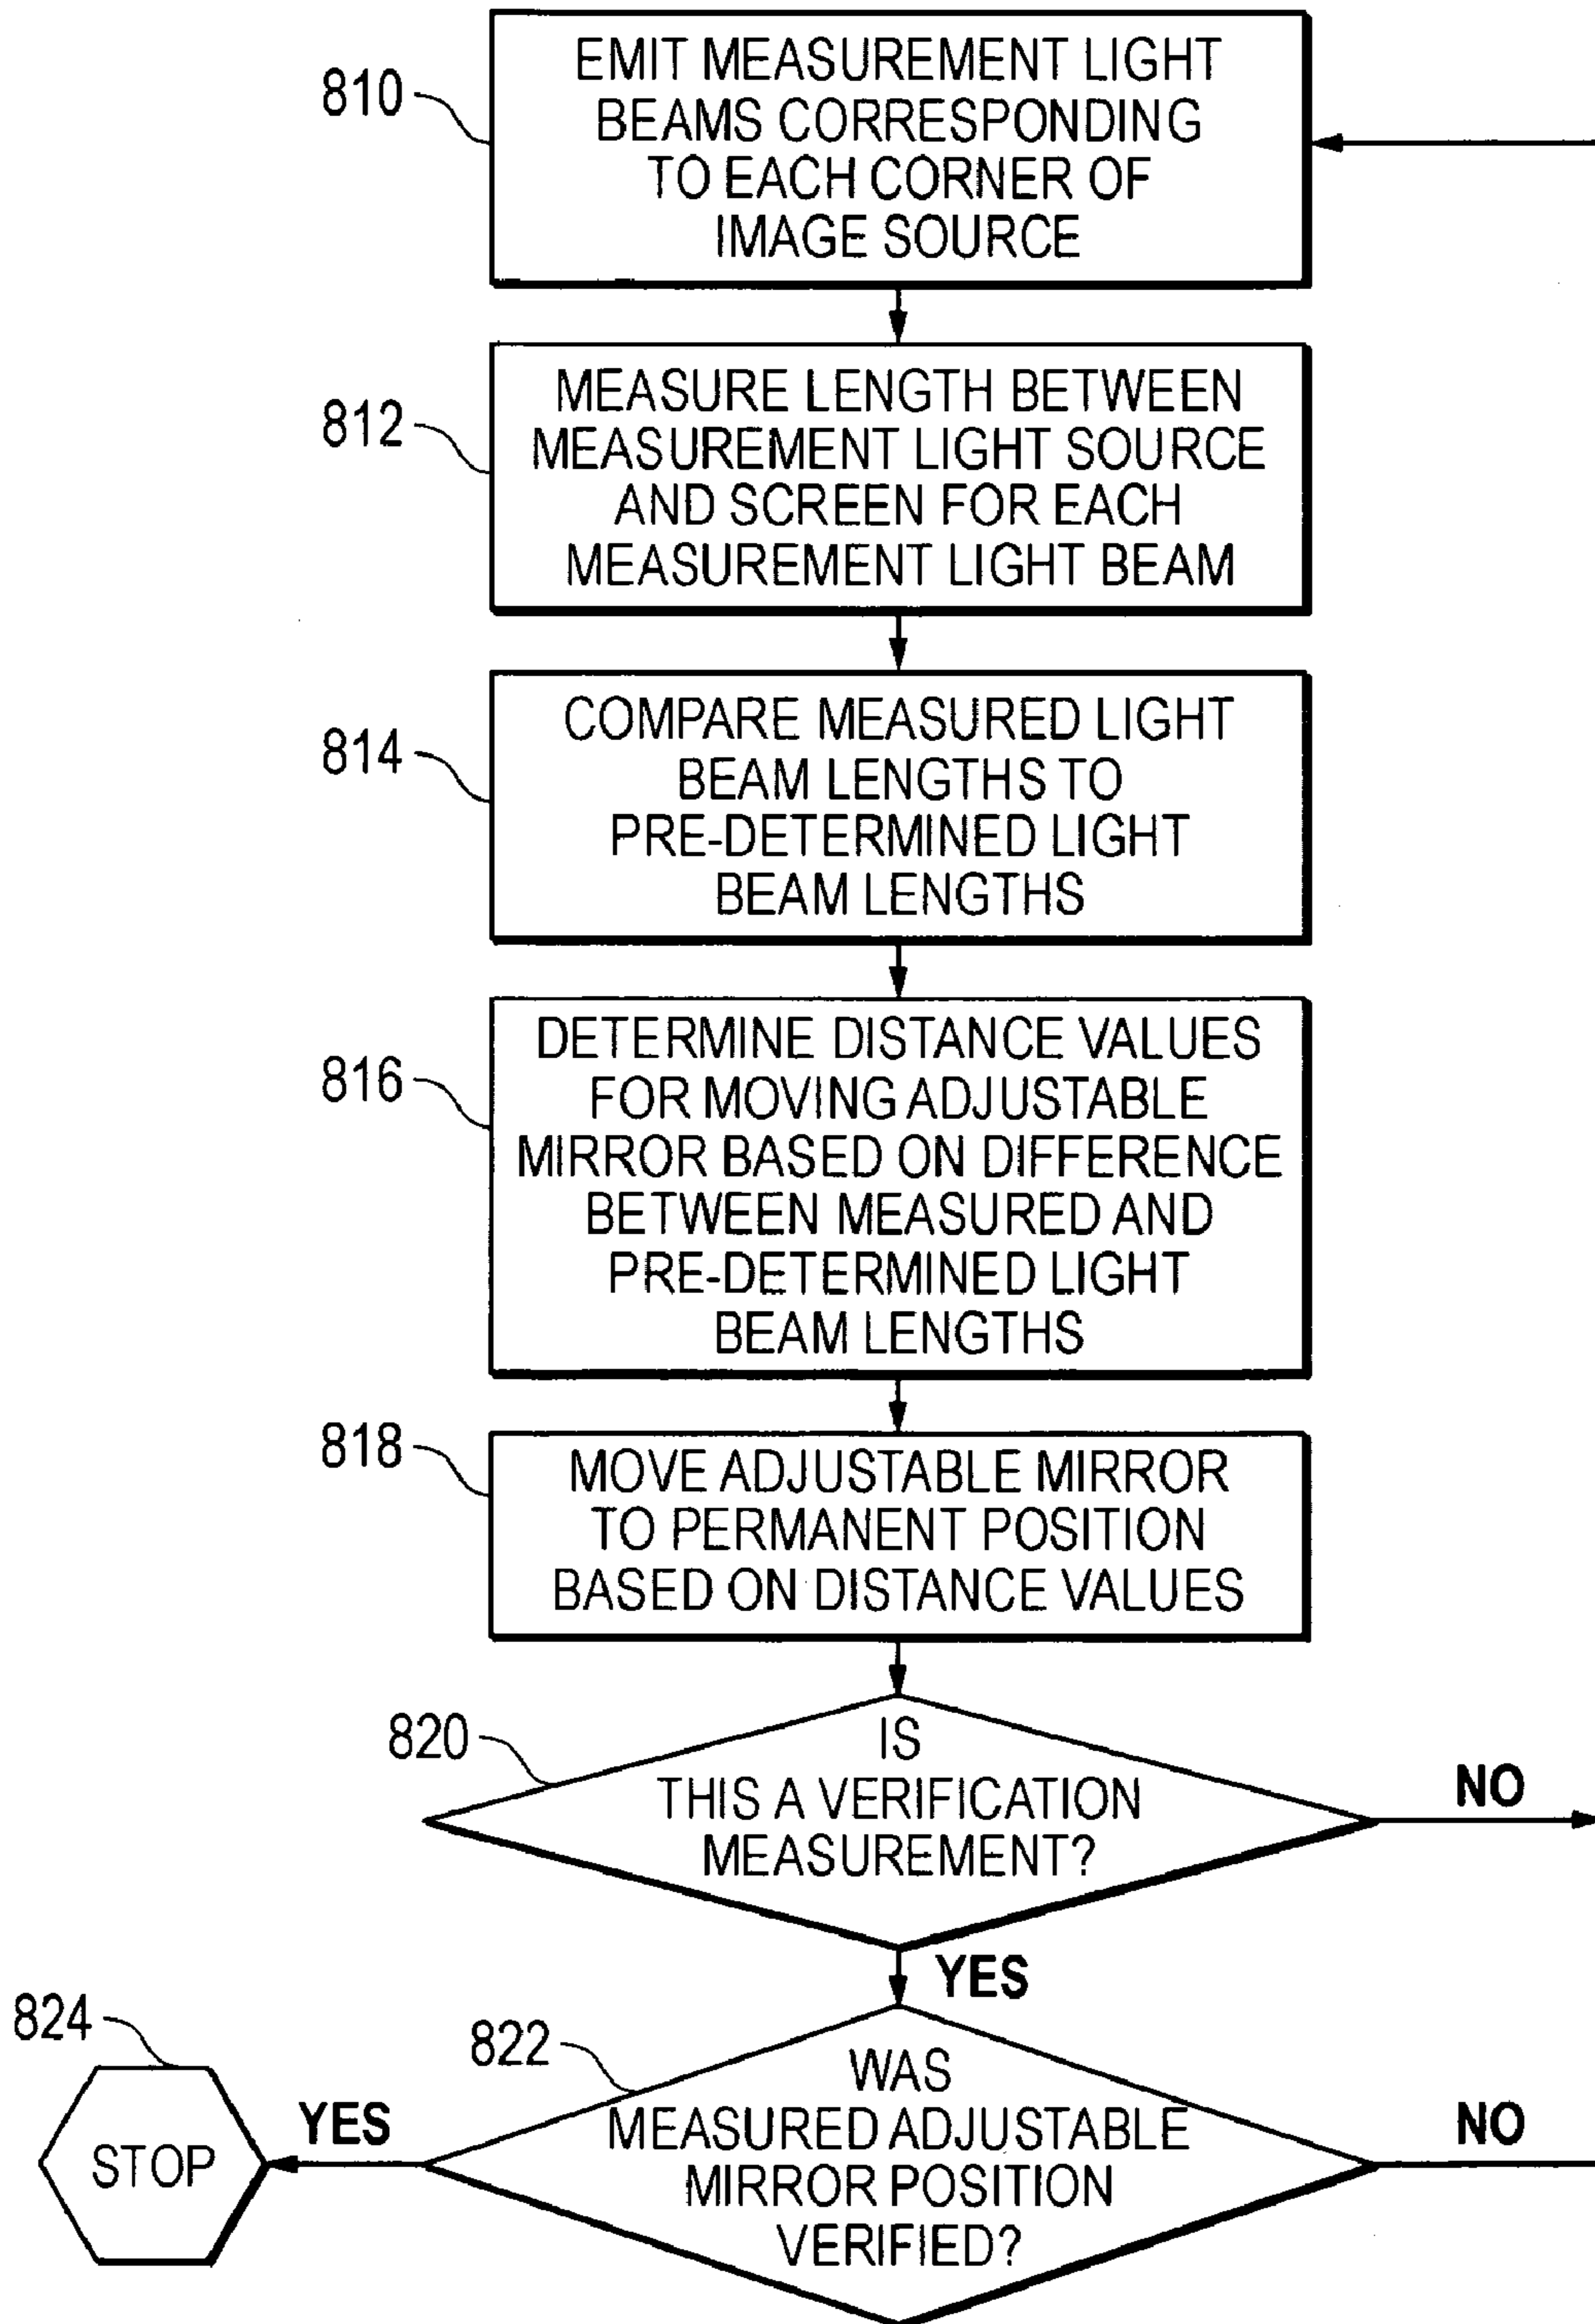 810
EMIT MEASUREMENT LIGHT
BEAMS CORRESPONDING
TO EACH CORNER OF
IMAGE SOURCE
812
MEASURE LENGTH BETWEEN
MEASUREMENT LIGHT SOURCE
AND SCREEN FOR EACH
MEASUREMENT LIGHT BEAM
814
COMPARE MEASURED LIGHT
BEAM LENGTHS TO
PRE-DETERMINED LIGHT
BEAM LENGTHS
816
DETERMINE DISTANCE VALUES
FOR MOVING ADJUSTABLE
MIRROR BASED ON DIFFERENCE
BETWEEN MEASURED AND
PRE-DETERMINED LIGHT
BEAM LENGTHS
818
MOVE ADJUSTABLE MIRROR
TO PERMANENT POSITION
BASED ON DISTANCE VALUES
820
IS
THIS A VERIFICATION
MEASUREMENT?
NO
YES
824
STOP
YES
822
WAS
MEASURED ADJUSTABLE
MIRROR POSITION
VERIFIED?
NO